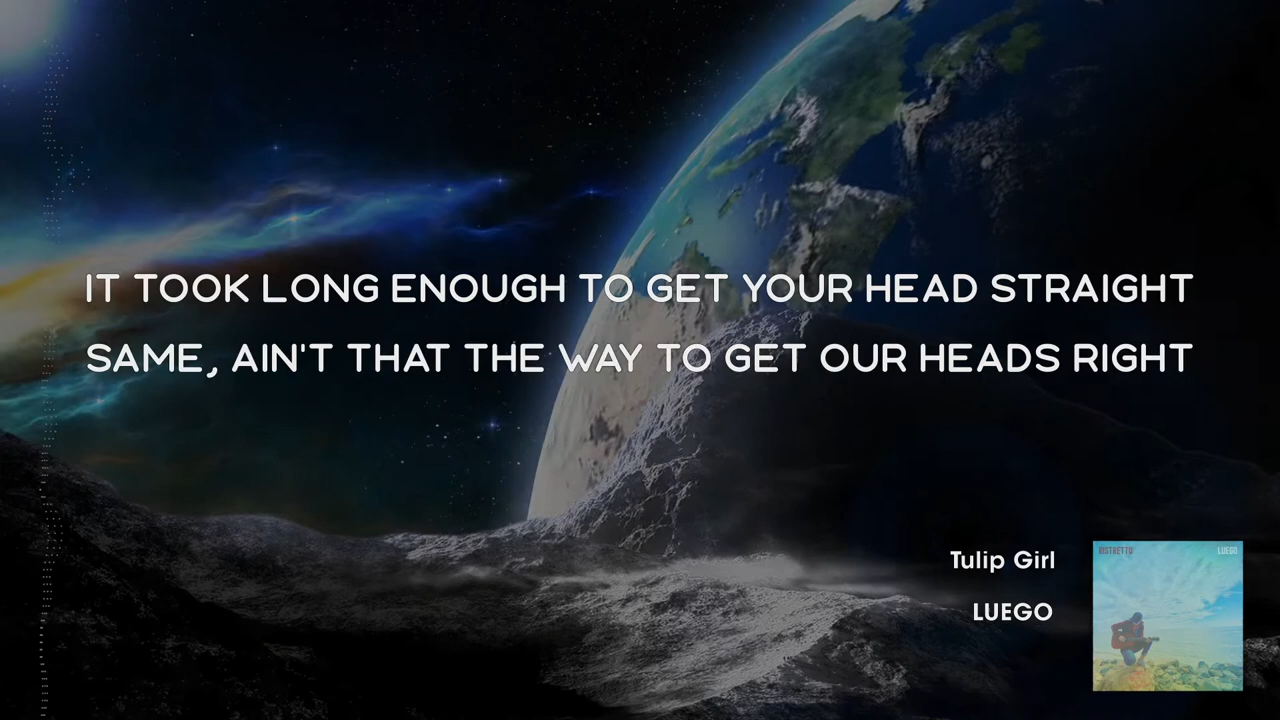 IT TOOK LONG ENOUGH TO GET YOUR HEAD STRAIGHT
SAME, AIN'T THAT THE WAY TO GET OUR HEADS RIGHT
Tulip Girl
LUEGO
RISTRETTO LUEGO